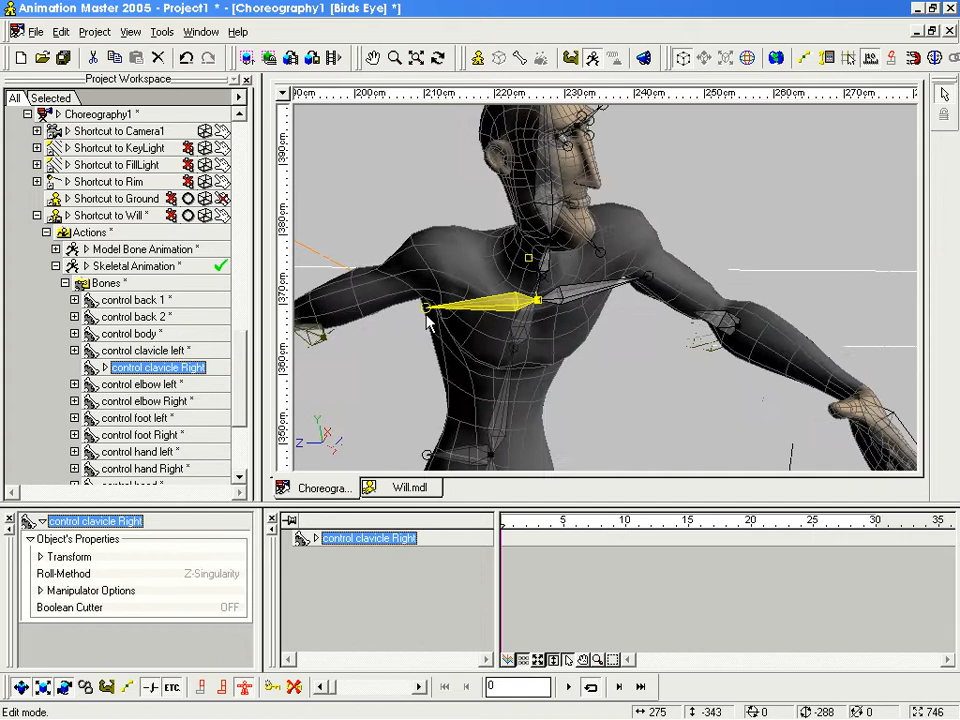 Animation Master 2005 - Project1 * - [Choreography1 [Birds Eye] *]
File Edit Project View Tools Window Help
Project Workspace
All Selected
Choreography1 *
Shortcut to Camera1
Shortcut to KeyLight
Shortcut to FillLight
Shortcut to Rim
Shortcut to Ground
Shortcut to Will *
Actions *
Model Bone Animation *
Skeletal Animation *
Bones *
control back 1 *
control back 2 *
control body *
control clavicle left *
control clavicle Right
control elbow left *
control elbow Right *
control foot left *
control foot Right *
control hand left *
control hand Right *
200cm 210cm 220cm 230cm 240cm 250cm 260cm 270cm
390cm
380cm
370cm
360cm
350cm
Y
X
Z
Choreogra... Will.mdl
control clavicle Right
Object's Properties
Transform
Roll-Method Z-Singularity
Manipulator Options
Boolean Cutter OFF
control clavicle Right
5 10 15 20 25 30 35
ETC.
0
Edit mode.
275 -343 0 -288 0 746